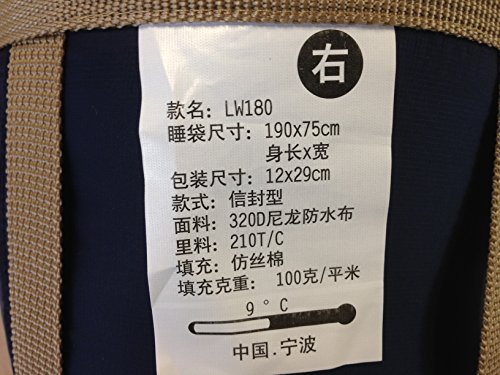 右
款名：LW180
睡袋尺寸：190x75cm
身长x宽
包装尺寸：12x29cm
款式：信封型
面料：320D尼龙防水布
里料：210T/C
填充：仿丝棉
填充克重：100克/平米
9°C
中国.宁波